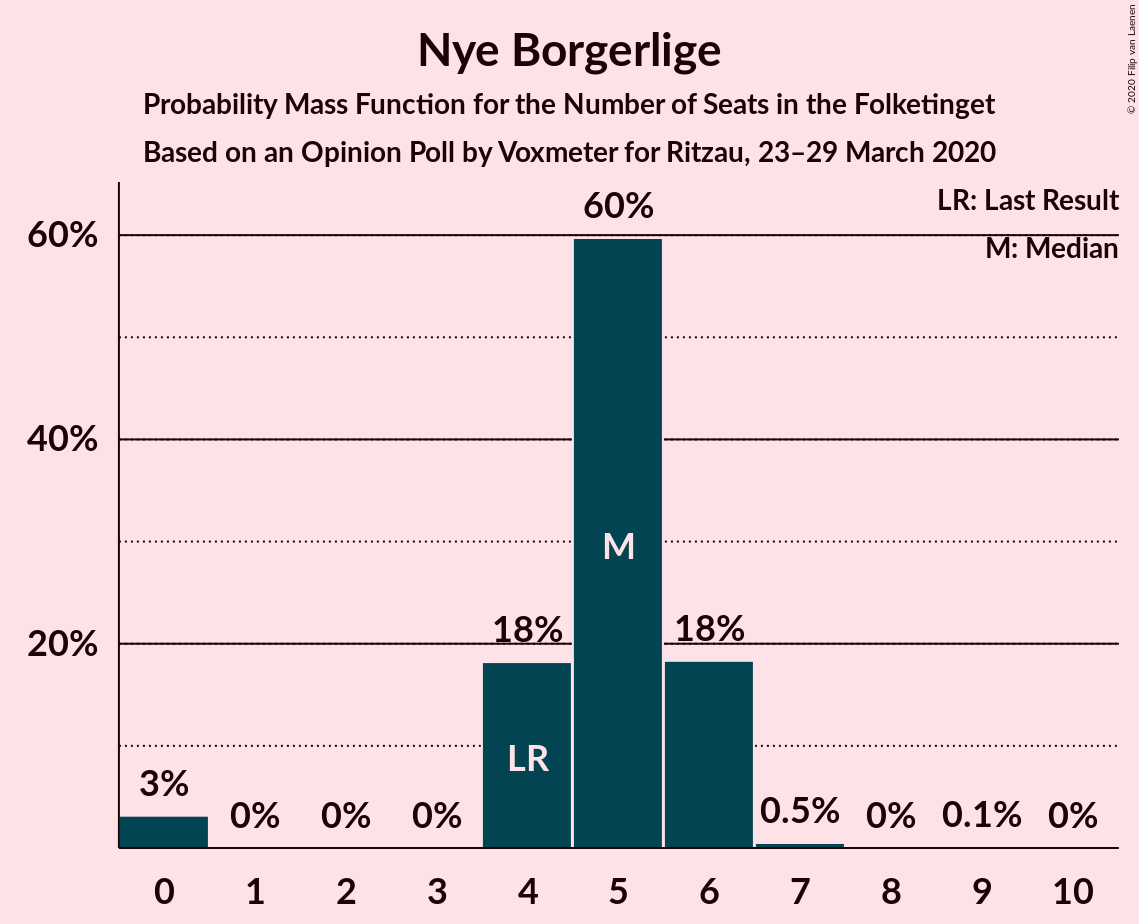 Nye Borgerlige
Probability Mass Function for the Number of Seats in the Folketinget
Based on an Opinion Poll by Voxmeter for Ritzau, 23–29 March 2020
© 2020 Filip van Laenen
LR: Last Result
M: Median
60%
40%
20%
3%
0%
0%
0%
18%
60%
18%
0.5%
0%
0.1%
0%
LR
M
0 1 2 3 4 5 6 7 8 9 10